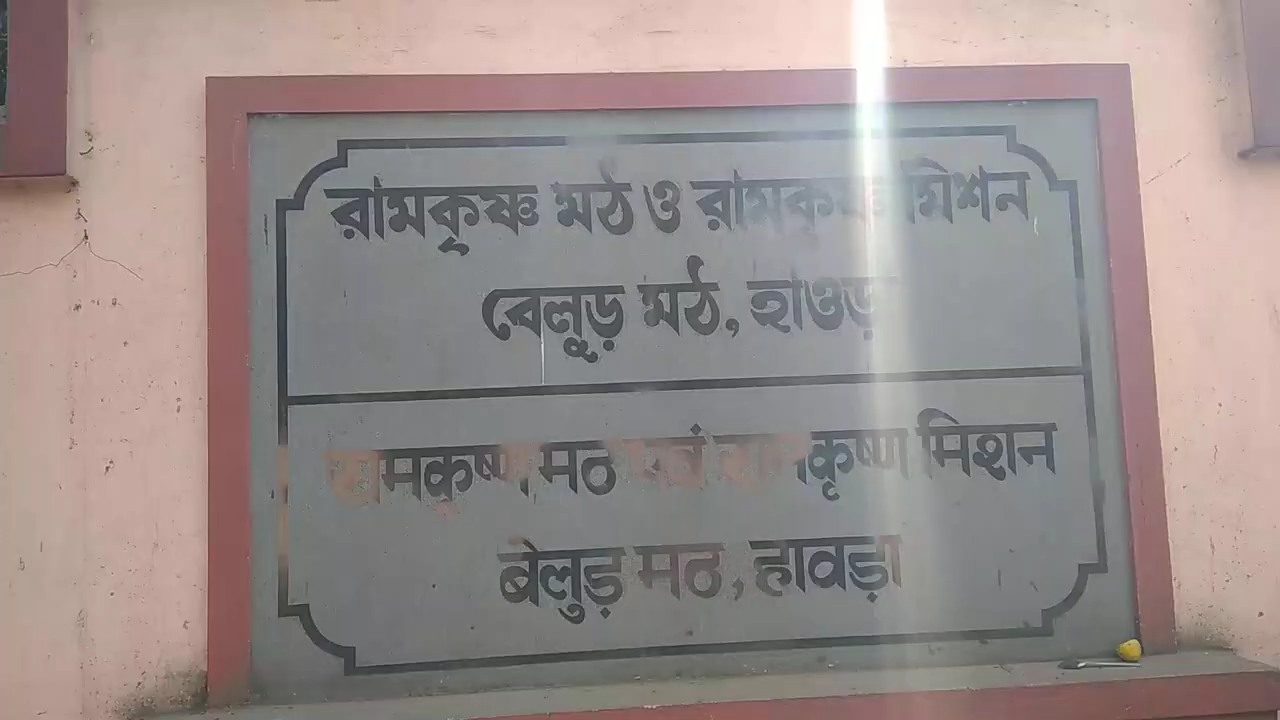 রামকৃষ্ণ মঠ ও রামকৃষ্ণ মিশন
বেলুড় মঠ, হাওড়া
रामकृष्ण मठ एवं रामकृष्ण मिशन
बेलुड़ मठ, हावड़ा